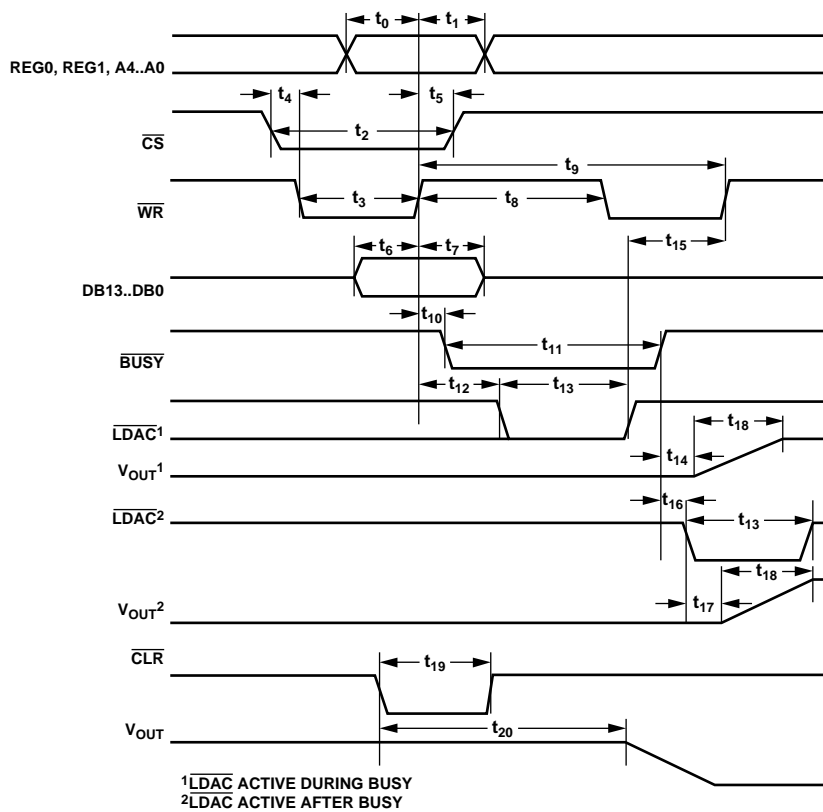 t0 t1
REG0, REG1, A4..A0
t4 t5
t2
CS
t9
t3 t8
WR
t15
t6 t7
DB13..DB0
t10
t11
BUSY
t12 t13
LDAC1
t18
t14
VOUT1
t16
LDAC2
t13
t18
t17
VOUT2
CLR
t19
t20
VOUT
1LDAC ACTIVE DURING BUSY
2LDAC ACTIVE AFTER BUSY